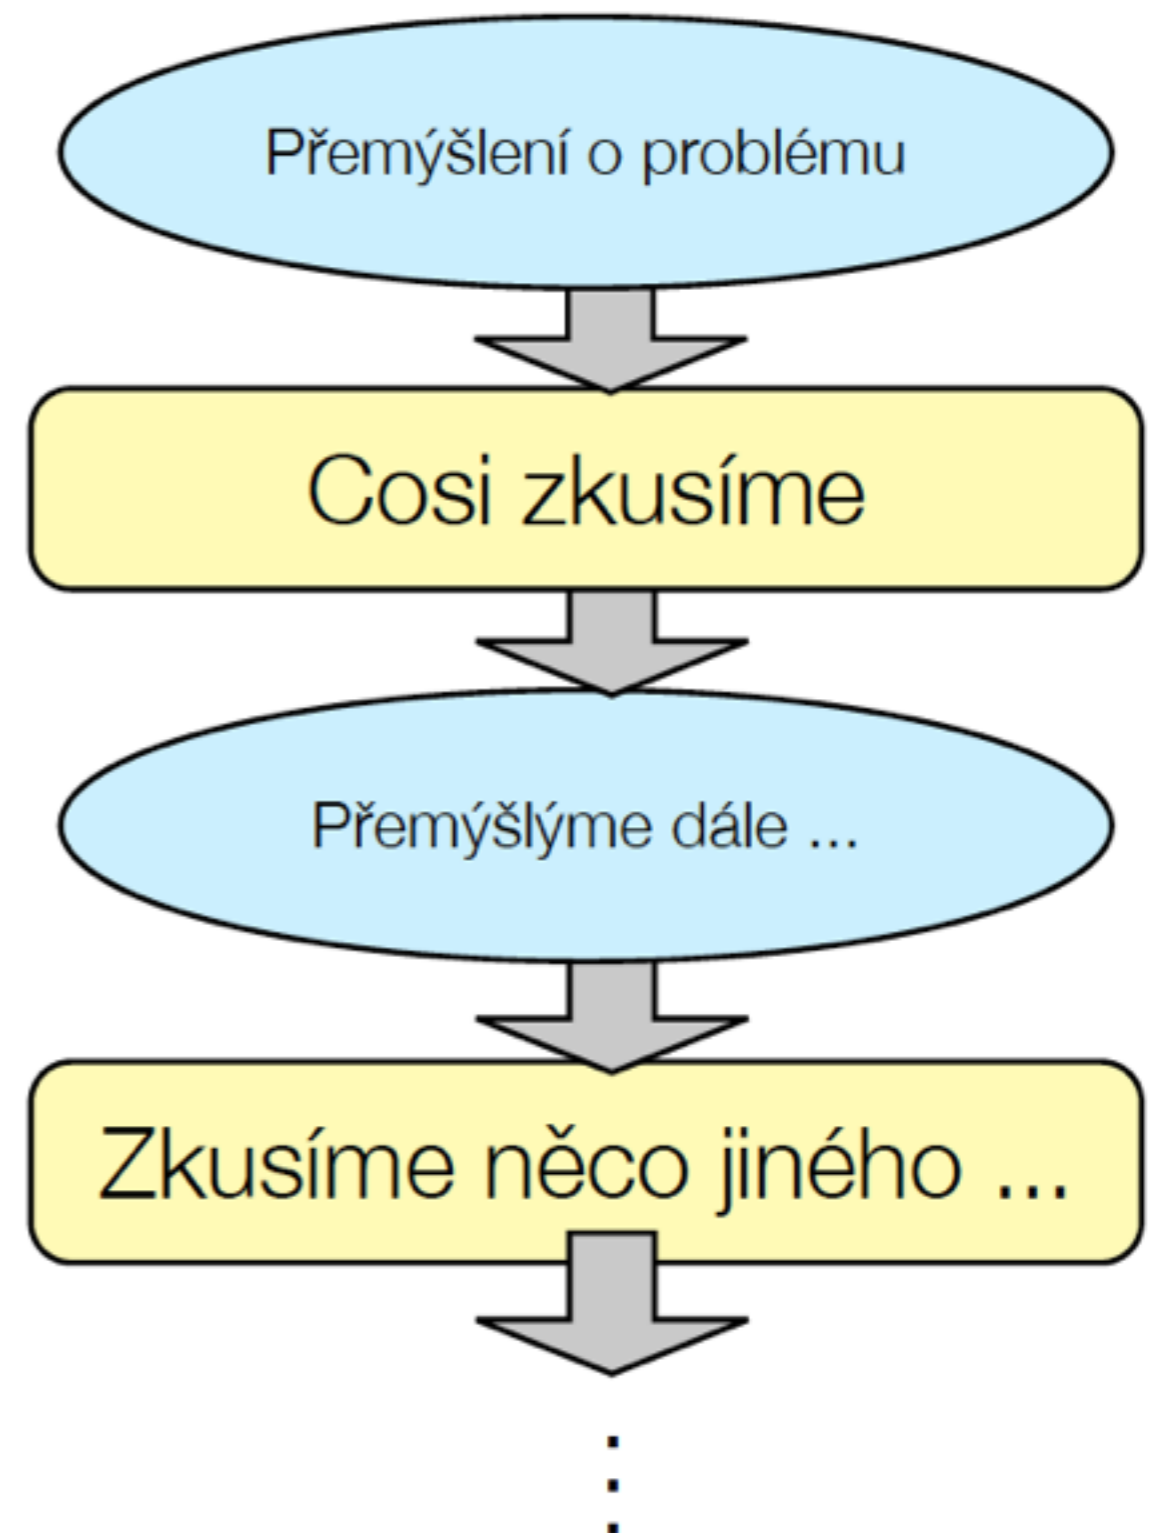 Přemýšlení o problému
Cosi zkusíme
Přemýšlýme dále ...
Zkusíme něco jiného ...